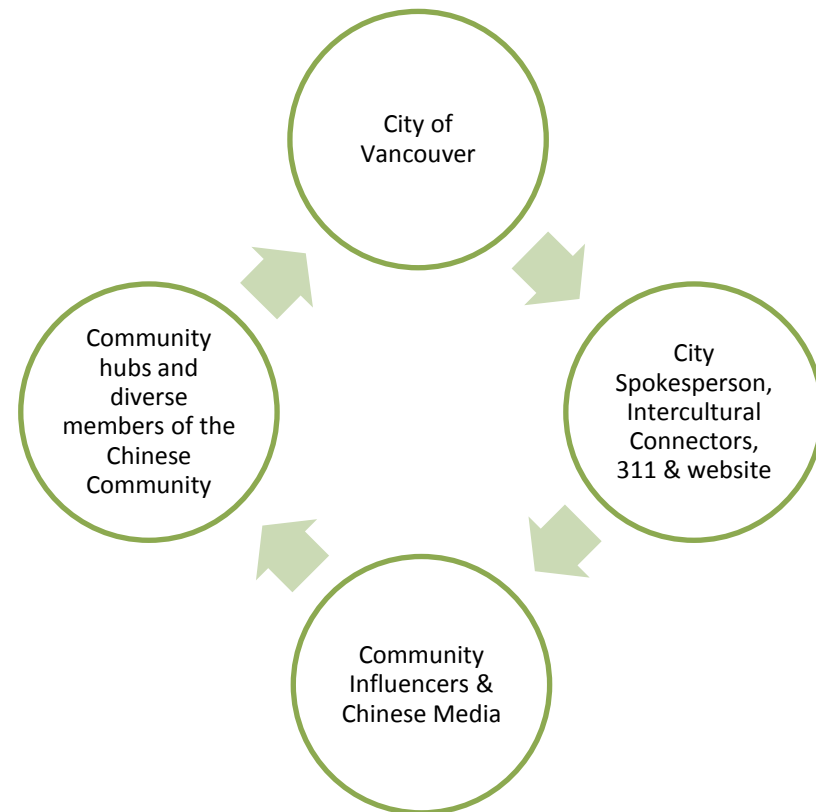 City of
Vancouver
Community
hubs and
diverse
members of the
Chinese
Community
City
Spokesperson,
Intercultural
Connectors,
311 & website
Community
Influencers &
Chinese Media